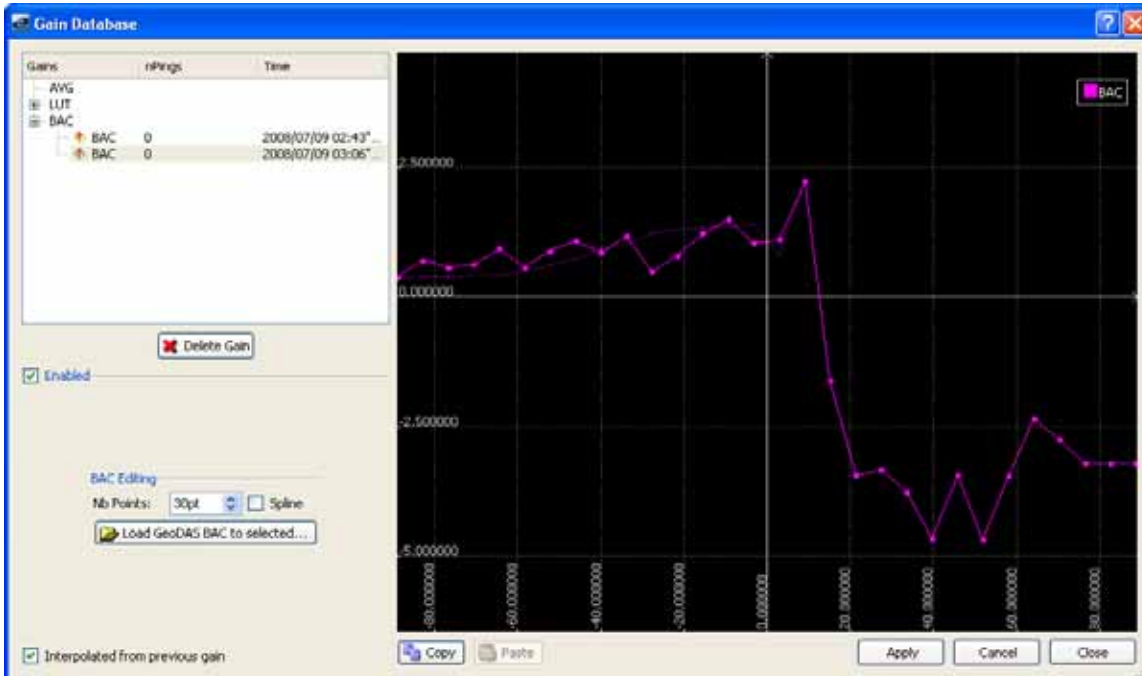 Gain Database
Gains nPings Time
AVG
LUT
BAC
BAC 0 2008/07/09 02:43"...
BAC 0 2008/07/09 03:06"...
Delete Gain
Enabled
BAC Editing
Nb Points: 30pt Spline
Load GeoDAS BAC to selected...
Interpolated from previous gain
BAC
2.500000
0.000000
-2.500000
-5.000000
-80.000000
-60.000000
-40.000000
-20.000000
0.000000
20.000000
40.000000
60.000000
80.000000
Copy Paste Apply Cancel Close